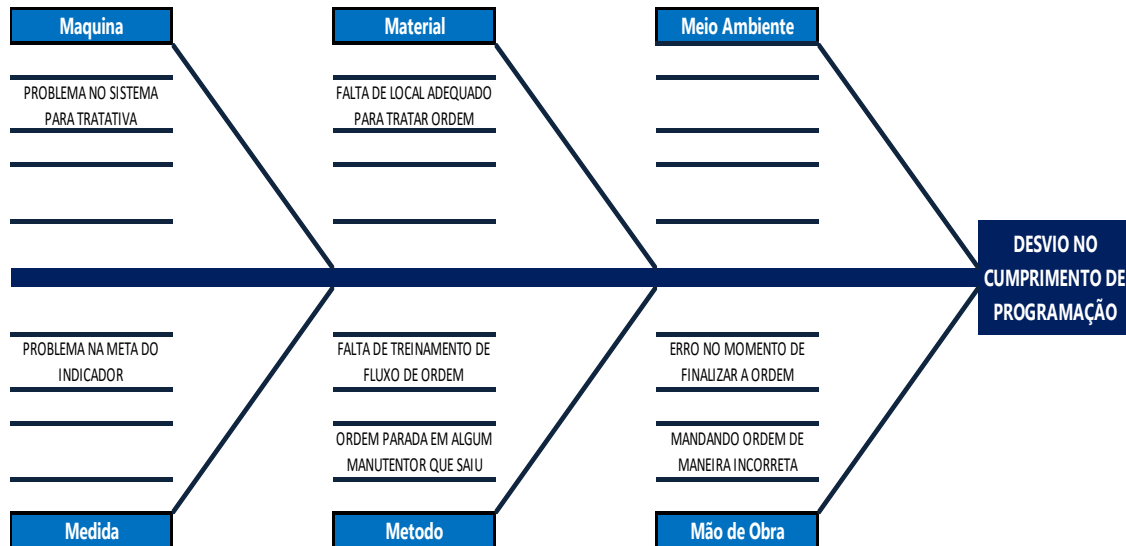 Maquina
Material
Meio Ambiente
PROBLEMA NO SISTEMA
PARA TRATATIVA
FALTA DE LOCAL ADEQUADO
PARA TRATAR ORDEM
DESVIO NO
CUMPRIMENTO DE
PROGRAMAÇÃO
PROBLEMA NA META DO
INDICADOR
FALTA DE TREINAMENTO DE
FLUXO DE ORDEM
ERRO NO MOMENTO DE
FINALIZAR A ORDEM
ORDEM PARADA EM ALGUM
MANUTENTOR QUE SAIU
MANDANDO ORDEM DE
MANEIRA INCORRETA
Medida
Metodo
Mão de Obra